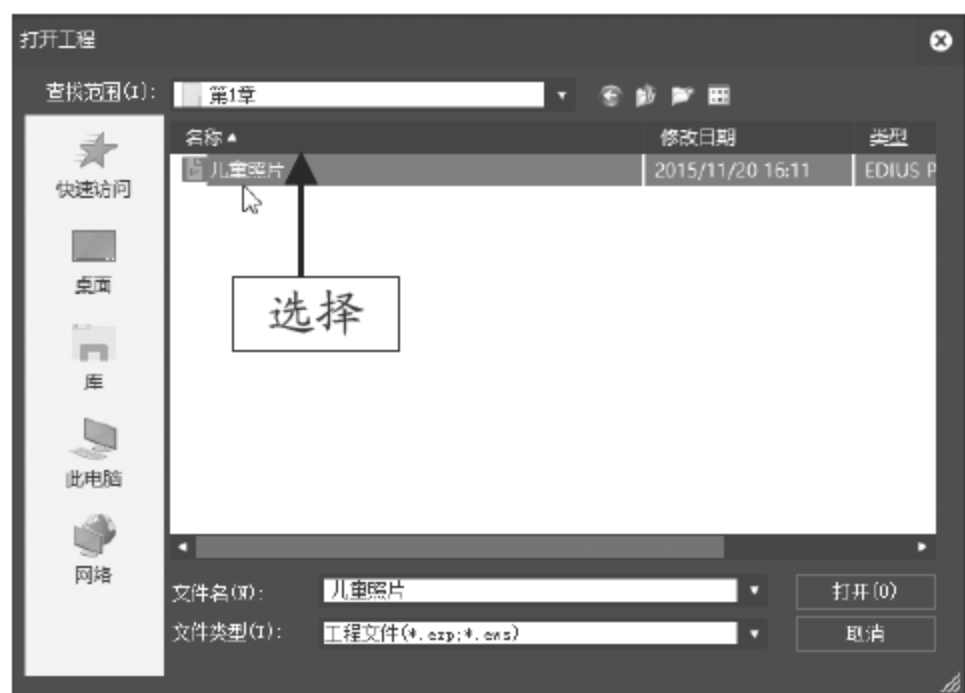 打开工程
查找范围(I):
第1章
名称
修改日期
类型
儿童照片
2015/11/20 16:11
EDIUS P
快速访问
选择
桌面
库
此电脑
网络
文件名(N):
儿童照片
打开(O)
文件类型(T):
工程文件(*.ezp;*.ews)
取消